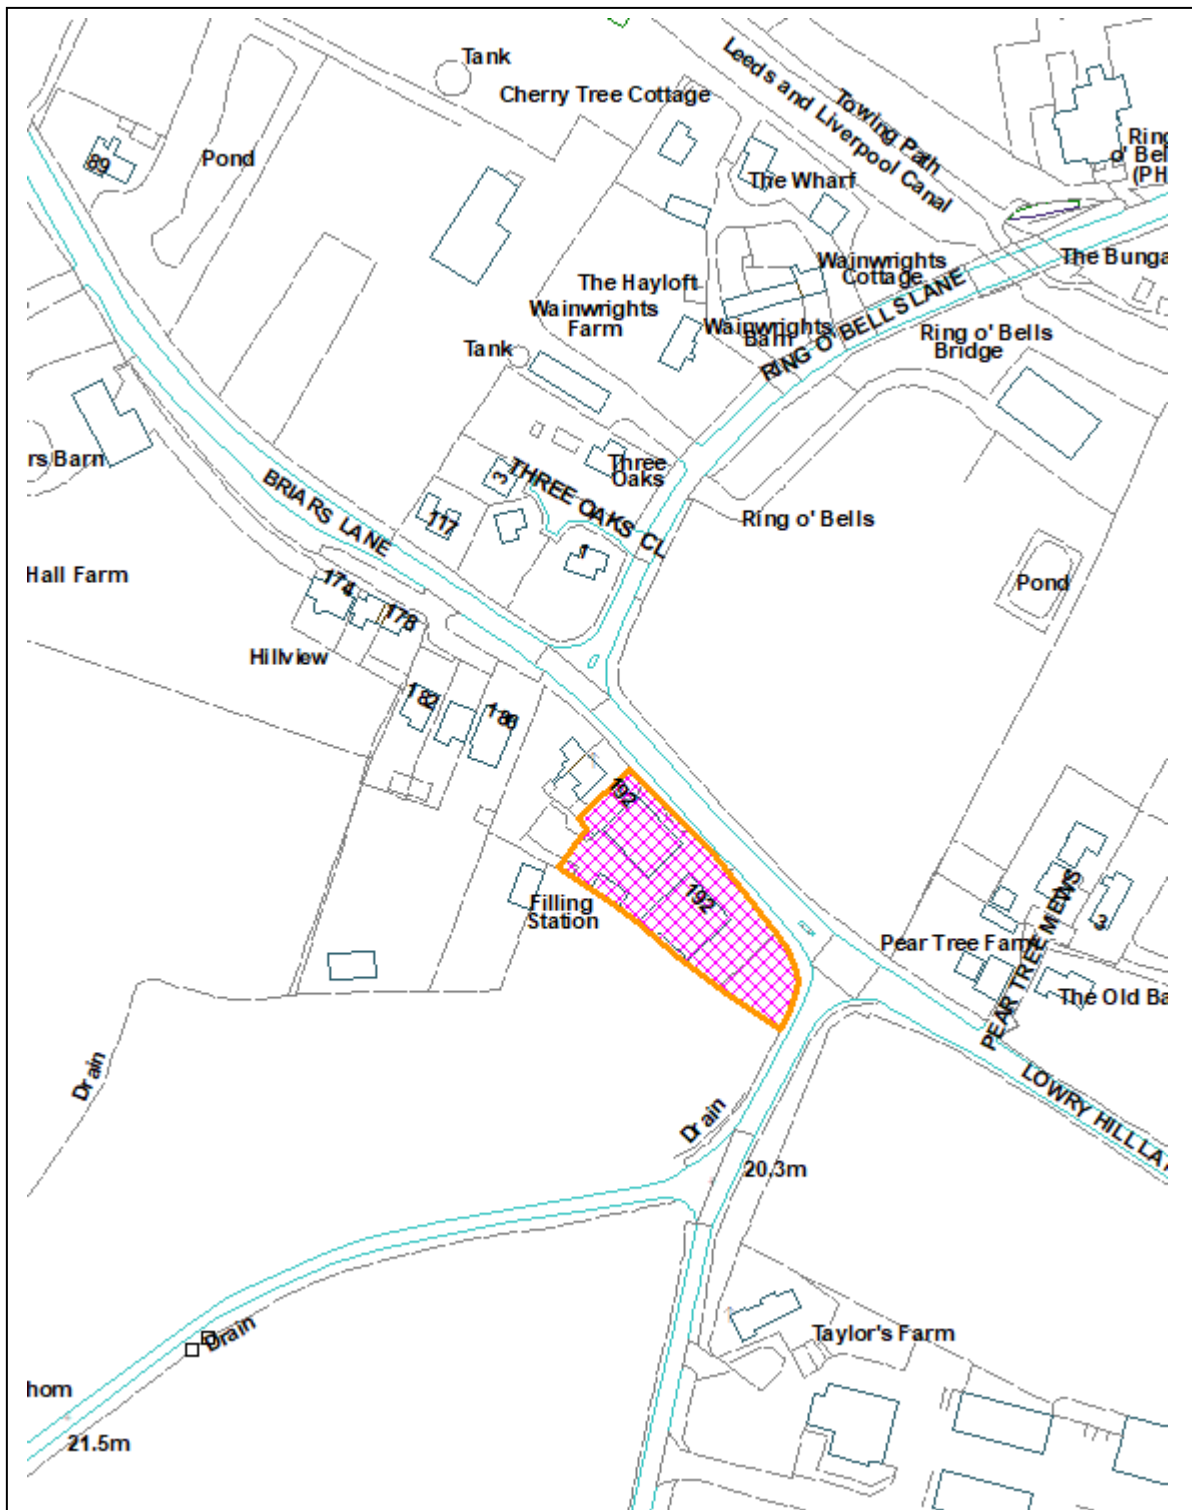 Tank
Cherry Tree Cottage
Leeds and Liverpool Canal
Towing Path
Ring
o' Bel
(PH
89
Pond
The Wharf
Wainwrights
Cottage
The Bunga
The Hayloft
Wainwrights
Farm
Wainwrights
Barn
RING O' BELLS LANE
Ring o' Bells
Bridge
Tank
rs Barn
BRIARS LANE
3
THREE OAKS CL
Three
Oaks
117
1
Ring o' Bells
Hall Farm
174
178
Pond
Hillview
182
186
192
192
Filling
Station
Pear Tree Farm
PEAR TREE MEWS
3
The Old Ba
Drain
LOWRY HILL LA
Drain
20.3m
Drain
Taylor's Farm
hom
21.5m